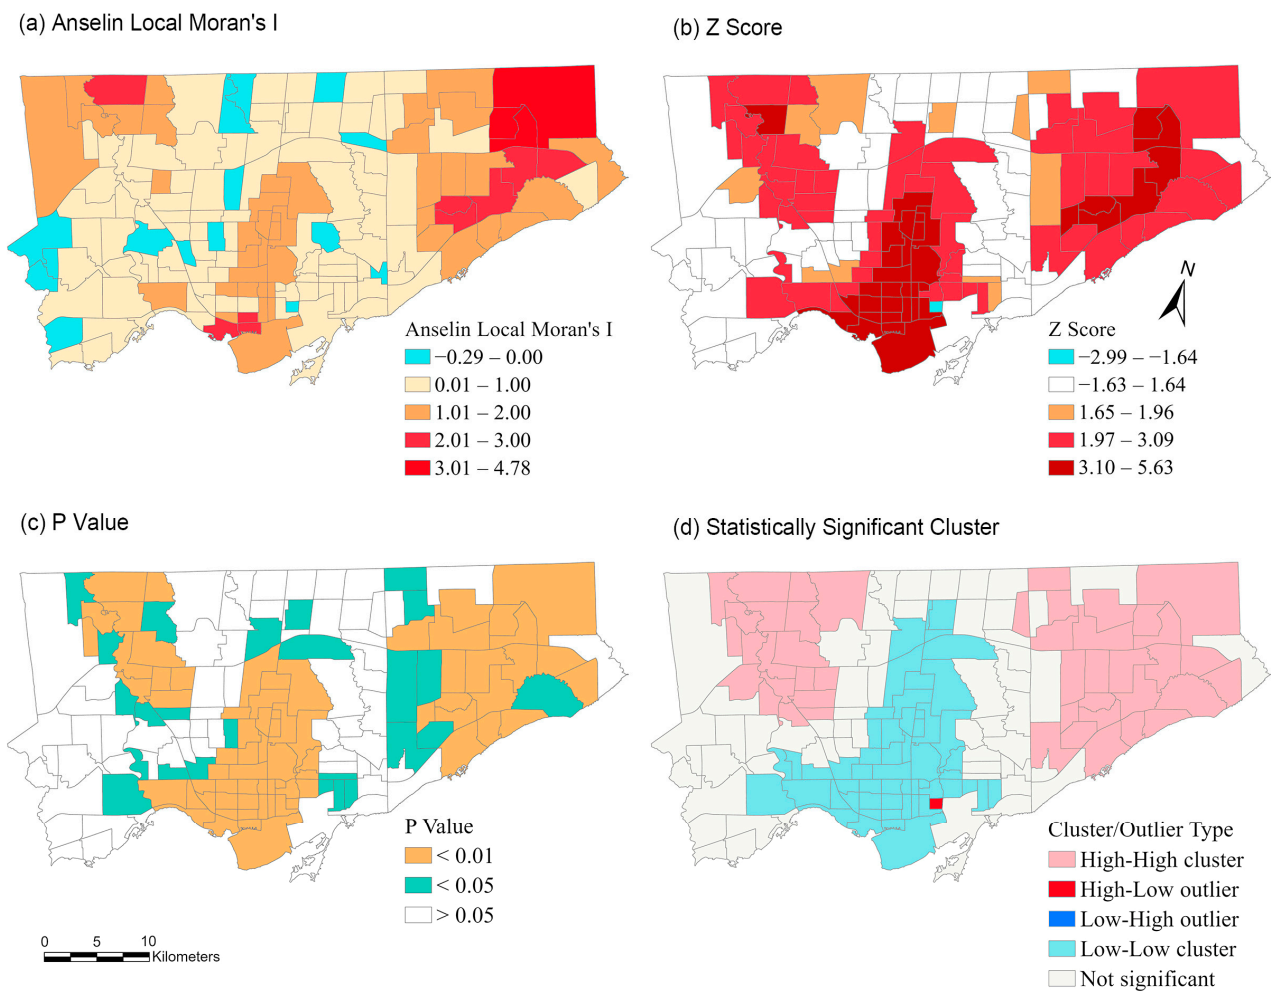 (a) Anselin Local Moran's I
(b) Z Score
Anselin Local Moran's I
−0.29 – 0.00
0.01 – 1.00
1.01 – 2.00
2.01 – 3.00
3.01 – 4.78
N
Z Score
−2.99 – −1.64
−1.63 – 1.64
1.65 – 1.96
1.97 – 3.09
3.10 – 5.63
(c) P Value
(d) Statistically Significant Cluster
P Value
< 0.01
< 0.05
> 0.05
0 5 10
Kilometers
Cluster/Outlier Type
High-High cluster
High-Low outlier
Low-High outlier
Low-Low cluster
Not significant